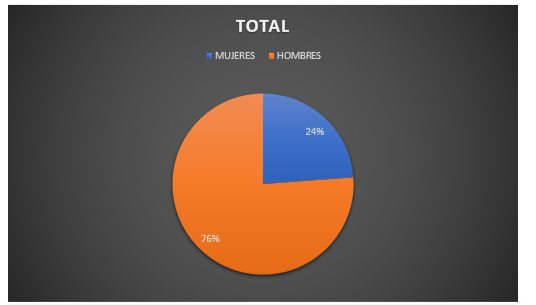 TOTAL
MUJERES HOMBRES
24%
76%